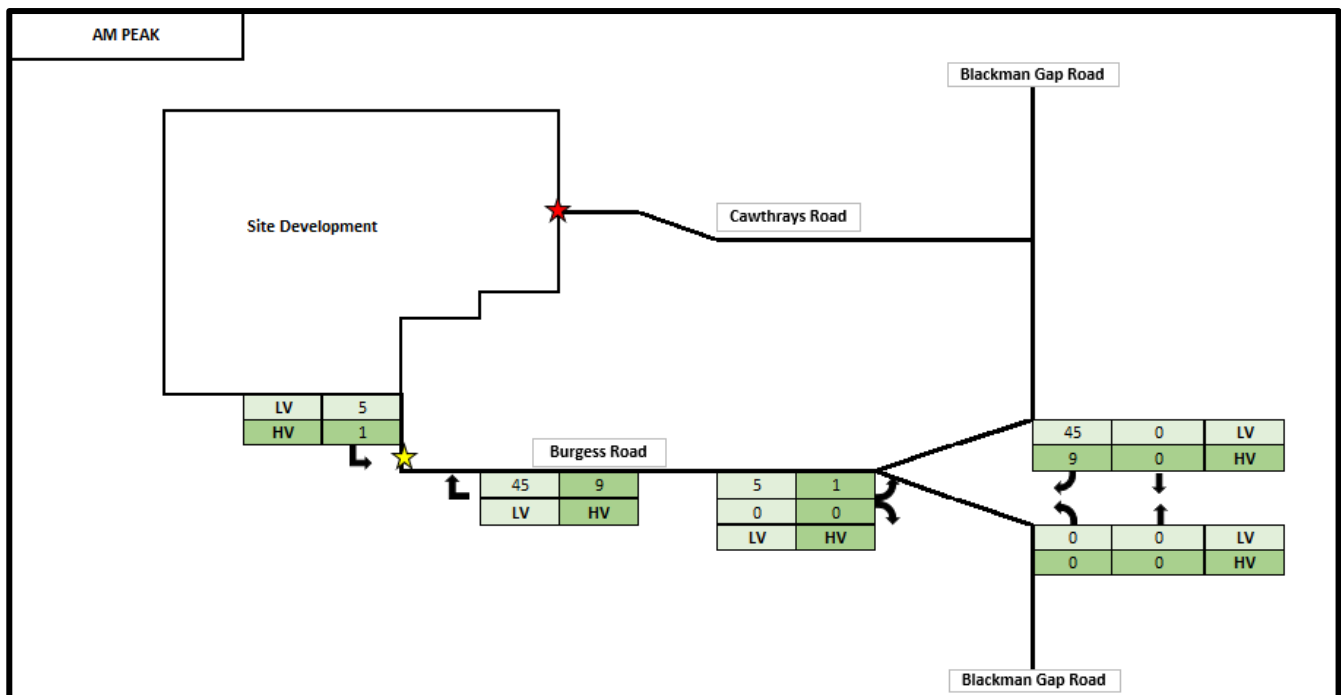 AM PEAK
Blackman Gap Road
Site Development
Cawthrays Road
LV 5
HV 1
Burgess Road
45 9
LV HV
5 1
0 0
LV HV
45 0 LV
9 0 HV
0 0 LV
0 0 HV
Blackman Gap Road